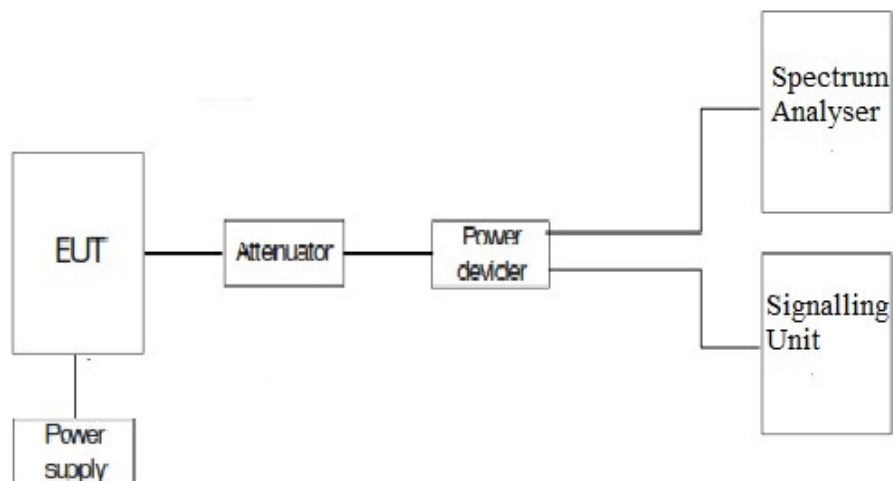 Spectrum
Analyser
EUT
Attenuator
Power
devider
Signalling
Unit
Power
supply